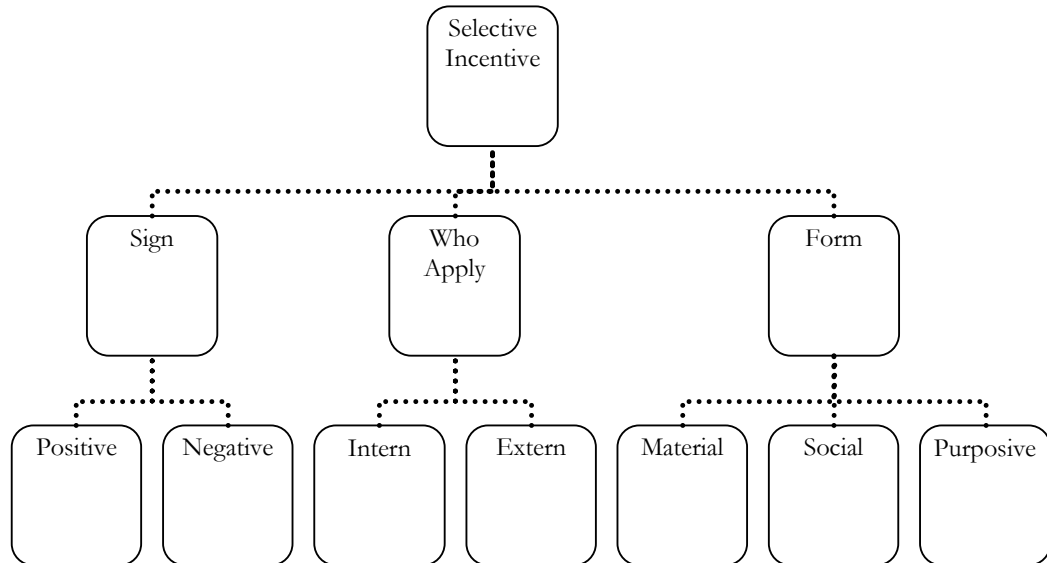 Selective
Incentive
Sign
Who
Apply
Form
Positive
Negative
Intern
Extern
Material
Social
Purposive